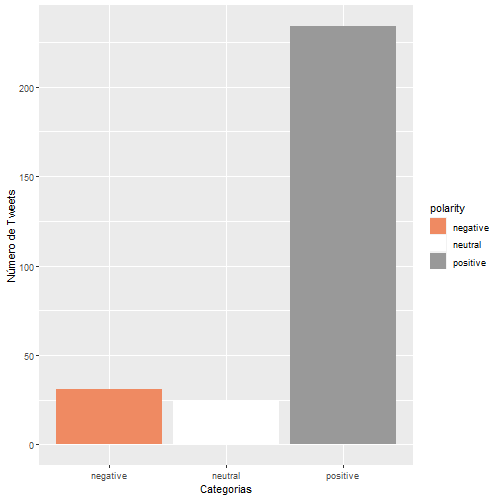 200
150
100
50
0
Número de Tweets
negative neutral positive
Categorias
polarity
negative
neutral
positive